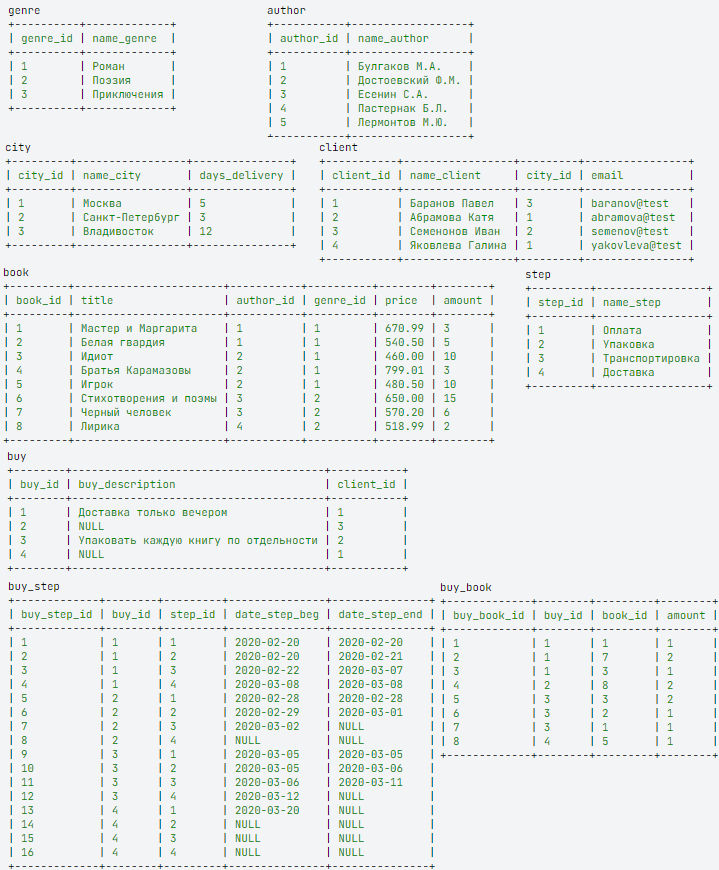 genre
genre_id | name_genre
1 | Роман
2 | Поэзия
3 | Приключения
author
author_id | name_author
1 | Булгаков М.А.
2 | Достоевский Ф.М.
3 | Есенин С.А.
4 | Пастернак Б.Л.
5 | Лермонтов М.Ю.
city
city_id | name_city | days_delivery
1 | Москва | 5
2 | Санкт-Петербург | 3
3 | Владивосток | 12
client
client_id | name_client | city_id | email
1 | Баранов Павел | 3 | baranov@test
2 | Абрамова Катя | 1 | abramova@test
3 | Семенонов Иван | 2 | semenov@test
4 | Яковлева Галина | 1 | yakovleva@test
book
book_id | title | author_id | genre_id | price | amount
1 | Мастер и Маргарита | 1 | 1 | 670.99 | 3
2 | Белая гвардия | 1 | 1 | 540.50 | 5
3 | Идиот | 2 | 1 | 460.00 | 10
4 | Братья Карамазовы | 2 | 1 | 799.01 | 3
5 | Игрок | 2 | 1 | 480.50 | 10
6 | Стихотворения и поэмы | 3 | 2 | 650.00 | 15
7 | Черный человек | 3 | 2 | 570.20 | 6
8 | Лирика | 4 | 2 | 518.99 | 2
step
step_id | name_step
1 | Оплата
2 | Упаковка
3 | Транспортировка
4 | Доставка
buy
buy_id | buy_description | client_id
1 | Доставка только вечером | 1
2 | NULL | 3
3 | Упаковать каждую книгу по отдельности | 2
4 | NULL | 1
buy_step
buy_step_id | buy_id | step_id | date_step_beg | date_step_end
1 | 1 | 1 | 2020-02-20 | 2020-02-20
2 | 1 | 2 | 2020-02-20 | 2020-02-21
3 | 1 | 3 | 2020-02-22 | 2020-03-07
4 | 1 | 4 | 2020-03-08 | 2020-03-08
5 | 2 | 1 | 2020-02-28 | 2020-02-28
6 | 2 | 2 | 2020-02-29 | 2020-03-01
7 | 2 | 3 | 2020-03-02 | NULL
8 | 2 | 4 | NULL | NULL
9 | 3 | 1 | 2020-03-05 | 2020-03-05
10 | 3 | 2 | 2020-03-05 | 2020-03-06
11 | 3 | 3 | 2020-03-06 | 2020-03-11
12 | 3 | 4 | 2020-03-12 | NULL
13 | 4 | 1 | 2020-03-20 | NULL
14 | 4 | 2 | NULL | NULL
15 | 4 | 3 | NULL | NULL
16 | 4 | 4 | NULL | NULL
buy_book
buy_book_id | buy_id | book_id | amount
1 | 1 | 1 | 1
2 | 1 | 7 | 2
3 | 1 | 3 | 1
4 | 2 | 8 | 2
5 | 3 | 3 | 2
6 | 3 | 2 | 1
7 | 3 | 1 | 1
8 | 4 | 5 | 1